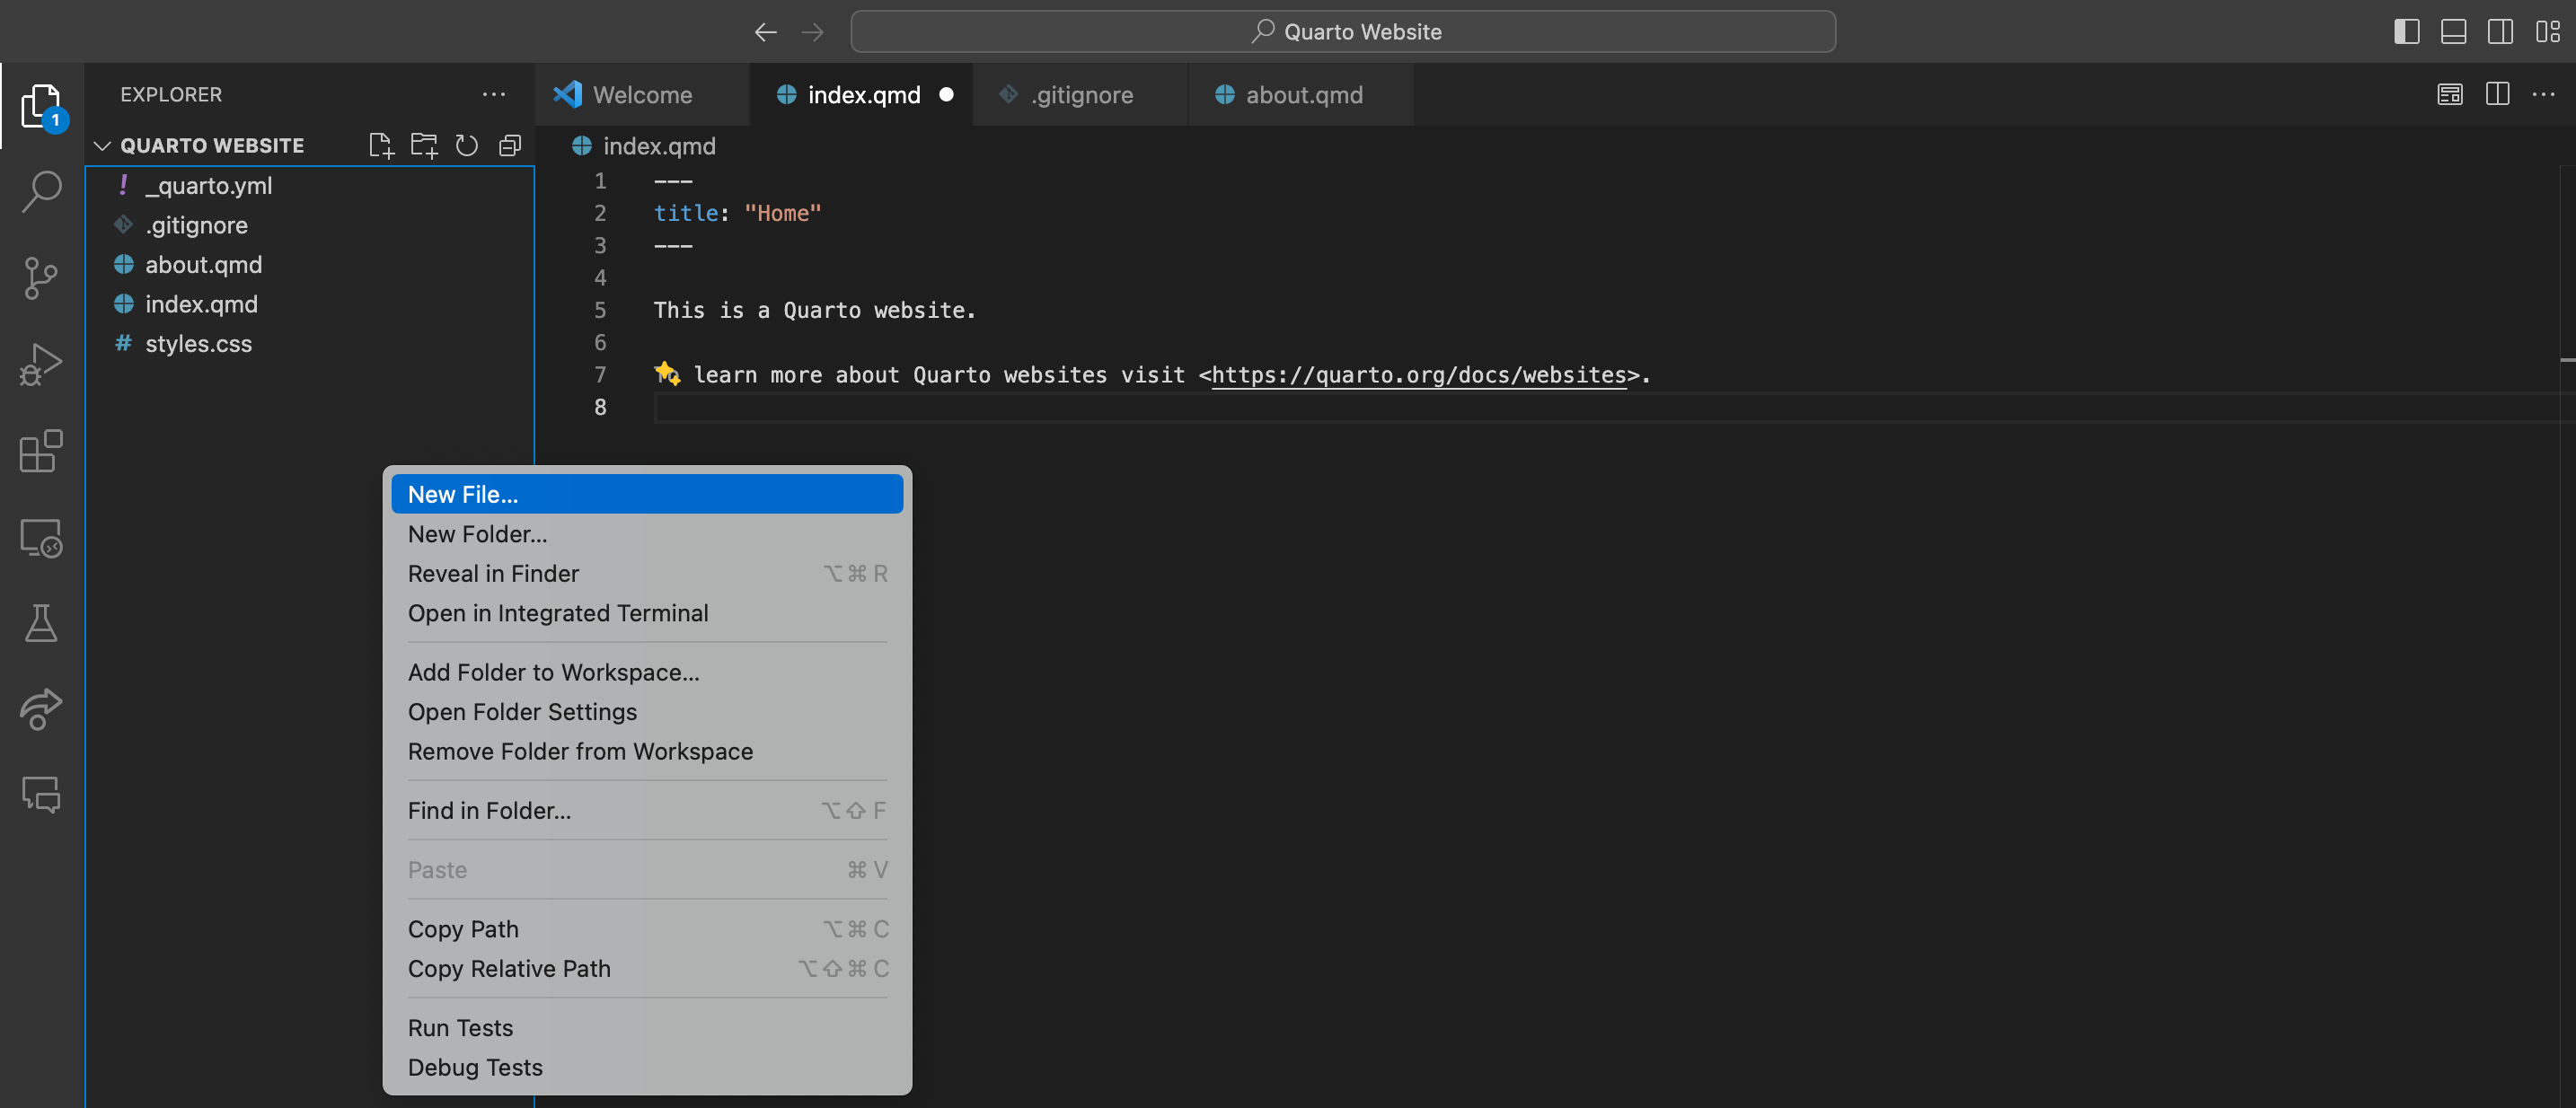 Quarto Website
EXPLORER
1
QUARTO WEBSITE
_quarto.yml
.gitignore
about.qmd
index.qmd
styles.css
Welcome
index.qmd
.gitignore
about.qmd
index.qmd
1 ---
2 title: "Home"
3 ---
4
5 This is a Quarto website.
6
7 To learn more about Quarto websites visit <https://quarto.org/docs/websites>.
8
New File...
New Folder...
Reveal in Finder ⌥⌘R
Open in Integrated Terminal
Add Folder to Workspace...
Open Folder Settings
Remove Folder from Workspace
Find in Folder... ⌥⇧F
Paste ⌘V
Copy Path ⌥⌘C
Copy Relative Path ⌥⇧⌘C
Run Tests
Debug Tests